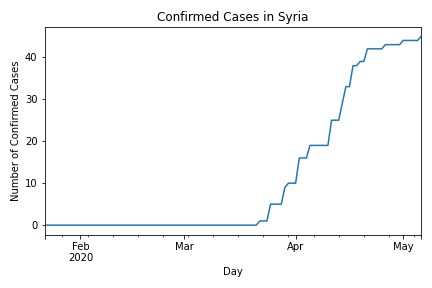 Confirmed Cases in Syria
Number of Confirmed Cases
40
30
20
10
0
Feb
2020
Mar
Apr
May
Day